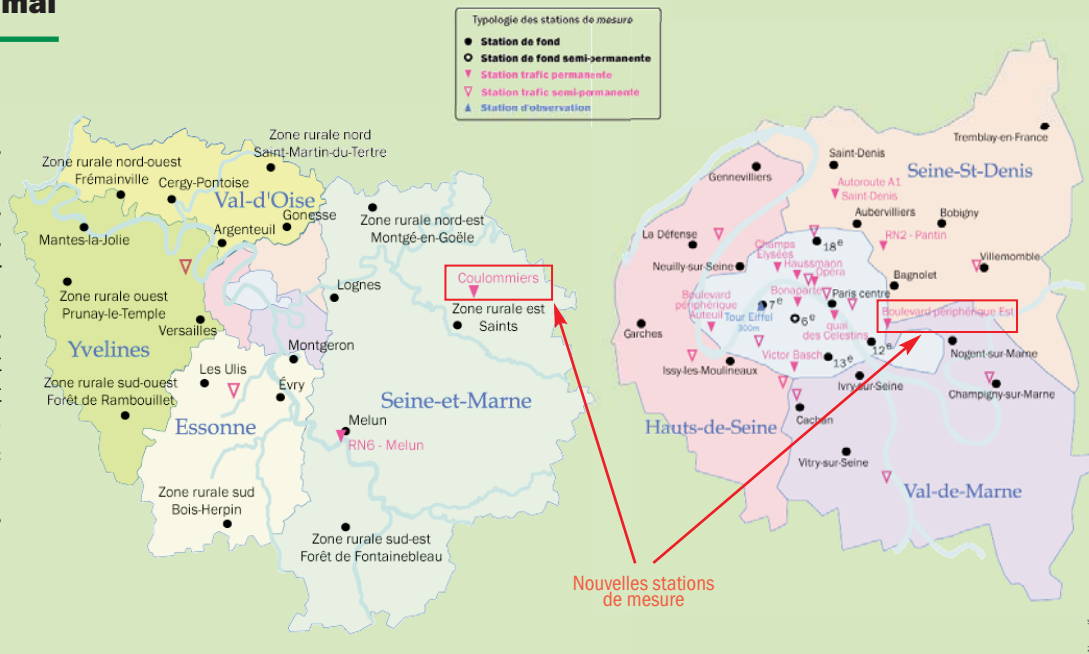 mal
Typologie des stations de mesure
Station de fond
Station de fond semi-permanente
Station trafic permanente
Station trafic semi-permanente
Station d'observation
Zone rurale nord
Saint-Martin-du-Tertre
Zone rurale nord-ouest
Frémainville
Cergy-Pontoise
Val-d'Oise
Gonesse
Argenteuil
Mantes-la-Jolie
Zone rurale nord-est
Montgé-en-Goële
Coulommiers
Lognes
Zone rurale est
Saints
Zone rurale ouest
Prunay-le-Temple
Versailles
Yvelines
Montgeron
Les Ulis
Évry
Zone rurale sud-ouest
Forêt de Rambouillet
Essonne
Seine-et-Marne
Melun
RN6 - Melun
Zone rurale sud
Bois-Herpin
Zone rurale sud-est
Forêt de Fontainebleau
Tremblay-en-France
Saint-Denis
Seine-St-Denis
Gennevilliers
Autoroute A1
Saint-Denis
Aubervilliers
Bobigny
La Défense
RN2 - Pantin
18e
Champs
Elysées
Neuilly-sur-Seine
Haussmann
Opéra
Villemomble
Bagnolet
Bonaparte
Paris centre
Boulevard
périphérique
Auteuil
7e
Tour Eiffel
300m
6e
Boulevard périphérique Est
Garches
quai
des Célestins
12e
Victor Basch
13e
Nogent-sur-Marne
Issy-les-Moulineaux
Ivry-sur-Seine
Champigny-sur-Marne
Cachan
Hauts-de-Seine
Vitry-sur-Seine
Val-de-Marne
Nouvelles stations
de mesure